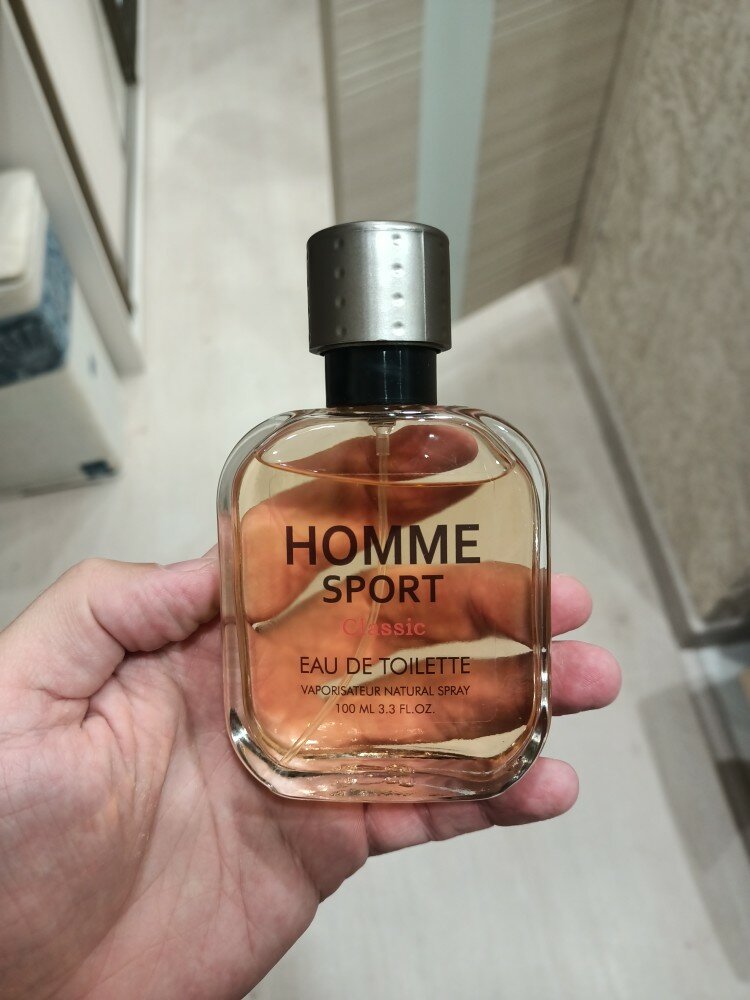 HOMME
SPORT
Classic
EAU DE TOILETTE
VAPORISATEUR NATURAL SPRAY
100 ML 3.3 FL.OZ.